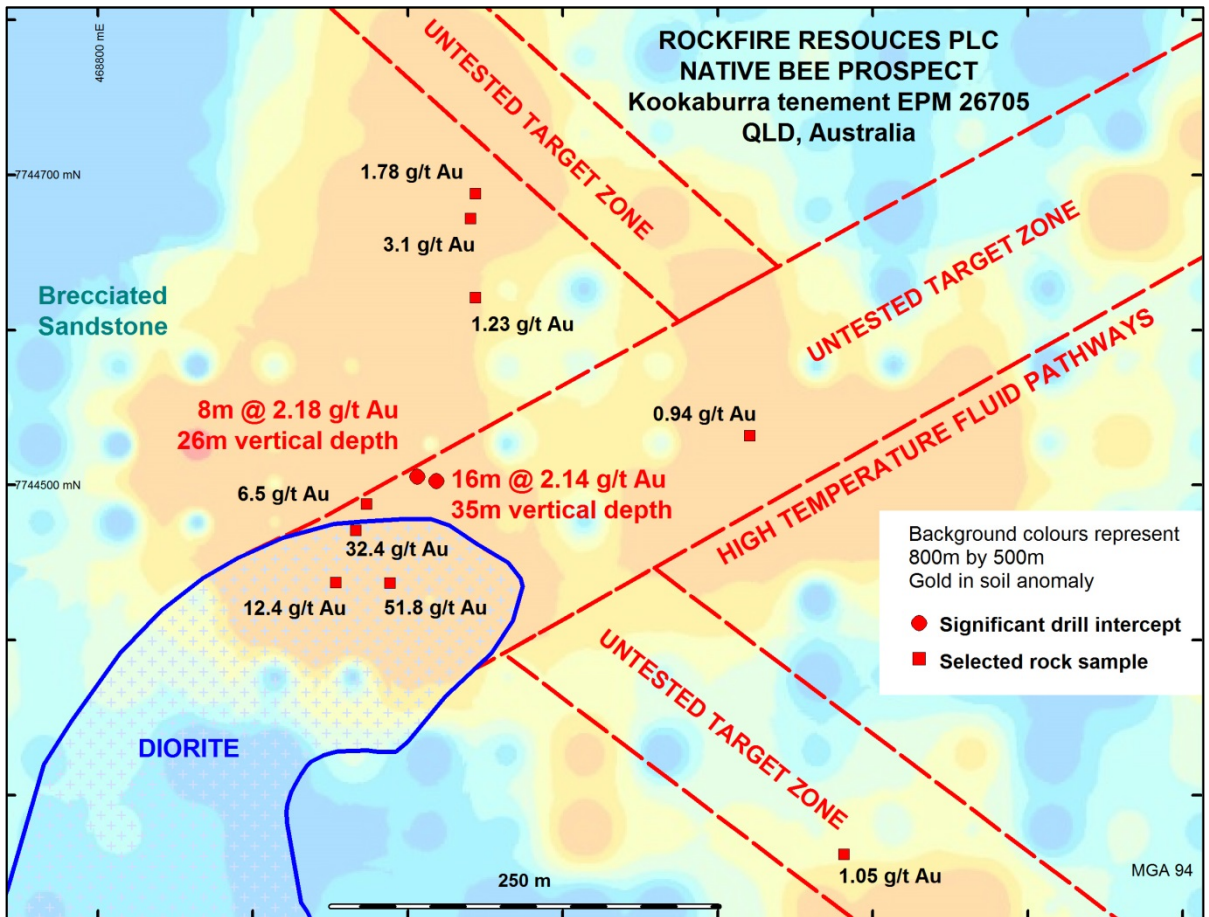 ROCKFIRE RESOUCES PLC
NATIVE BEE PROSPECT
Kookaburra tenement EPM 26705
QLD, Australia
468800 mE
UNTESTED TARGET ZONE
7744700 mN
1.78 g/t Au
3.1 g/t Au
1.23 g/t Au
UNTESTED TARGET ZONE
Brecciated
Sandstone
HIGH TEMPERATURE FLUID PATHWAYS
8m @ 2.18 g/t Au
26m vertical depth
0.94 g/t Au
7744500 mN
16m @ 2.14 g/t Au
35m vertical depth
6.5 g/t Au
32.4 g/t Au
12.4 g/t Au
51.8 g/t Au
Background colours represent
800m by 500m
Gold in soil anomaly
Significant drill intercept
Selected rock sample
DIORITE
UNTESTED TARGET ZONE
1.05 g/t Au
250 m
MGA 94